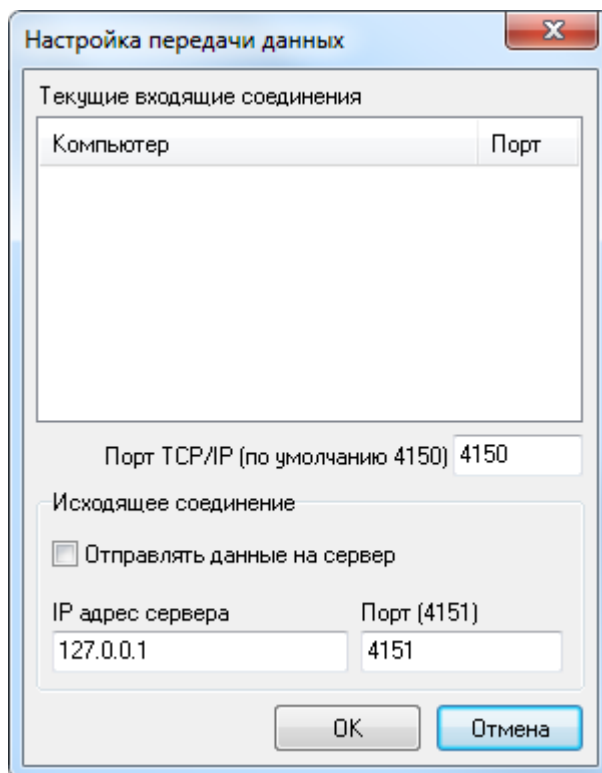 Настройка передачи данных
Текущие входящие соединения
Компьютер Порт
Порт TCP/IP (по умолчанию 4150) 4150
Исходящее соединение
Отправлять данные на сервер
IP адрес сервера Порт (4151)
127.0.0.1 4151
OK Отмена